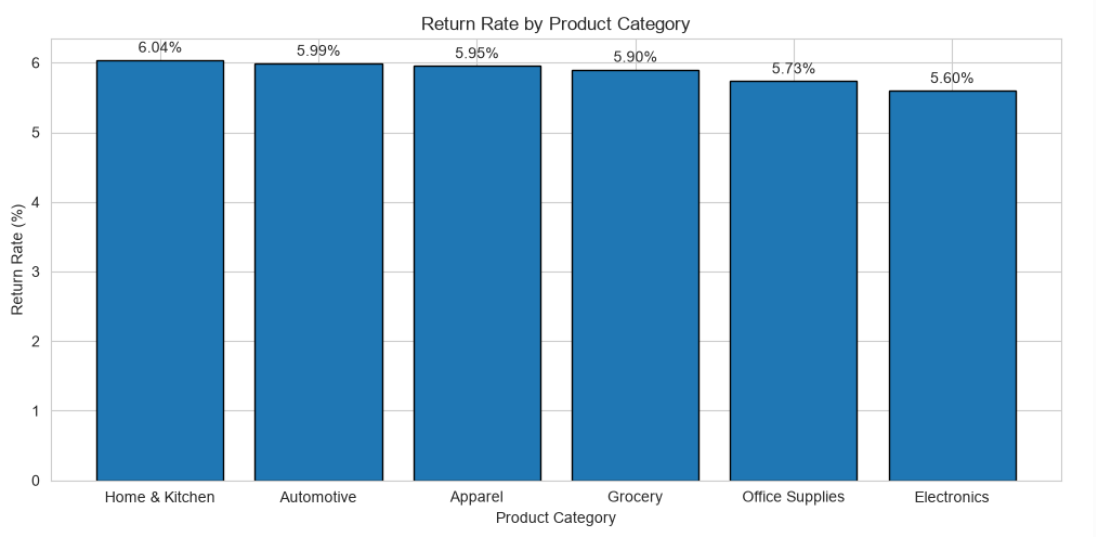 Return Rate by Product Category
6.04%
5.99%
5.95%
5.90%
5.73%
5.60%
6
5
4
3
2
1
0
Return Rate (%)
Home & Kitchen
Automotive
Apparel
Grocery
Office Supplies
Electronics
Product Category